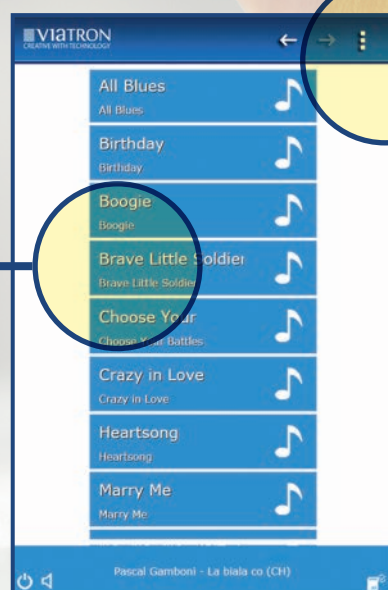 VIATRON
CREATIVE WITH TECHNOLOGY
All Blues
All Blues
Birthday
Birthday
Boogie
Boogie
Brave Little Soldier
Brave Little Soldier
Choose Your
Choose Your Battles
Crazy in Love
Crazy in Love
Heartsong
Heartsong
Marry Me
Marry Me
Pascal Gamboni - La biala co (CH)